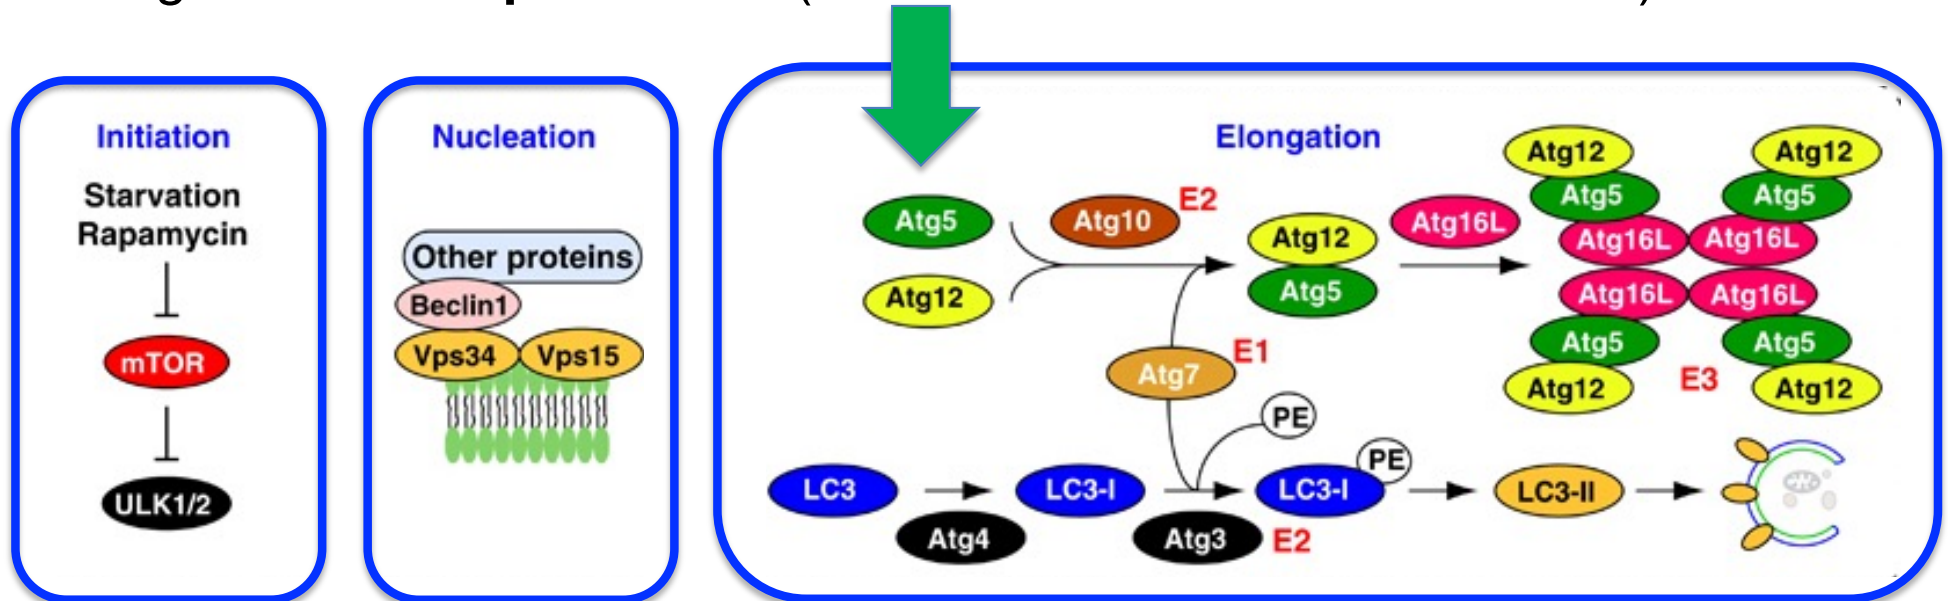 Initiation
Starvation
Rapamycin
mTOR
ULK1/2
Nucleation
Other proteins
Beclin1
Vps34
Vps15
Elongation
Atg5
Atg12
Atg10
E2
Atg12
Atg5
Atg16L
Atg7
E1
Atg12
Atg5
Atg16L
Atg16L
Atg5
Atg12
Atg12
Atg5
Atg16L
Atg16L
Atg5
Atg12
E3
LC3
Atg4
LC3-I
PE
Atg3
E2
LC3-I
PE
LC3-II